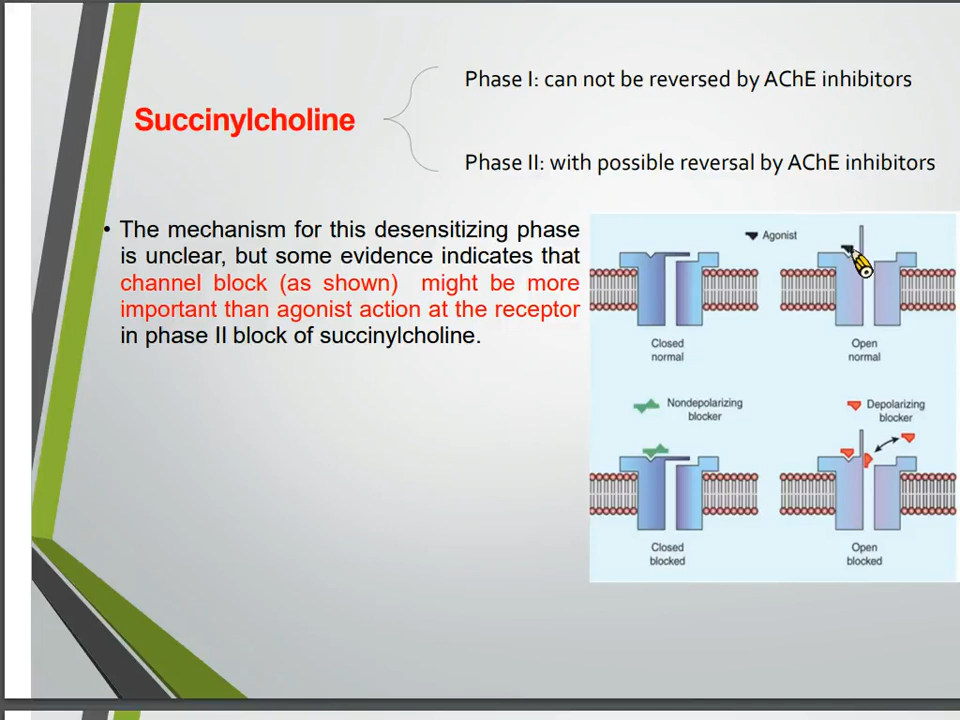 Phase I: can not be reversed by AChE inhibitors
Succinylcholine
Phase II: with possible reversal by AChE inhibitors
• The mechanism for this desensitizing phase
is unclear, but some evidence indicates that
channel block (as shown) might be more
important than agonist action at the receptor
in phase II block of succinylcholine.
Agonist
Closed
normal
Open
normal
Nondepolarizing
blocker
Depolarizing
blocker
Closed
blocked
Open
blocked